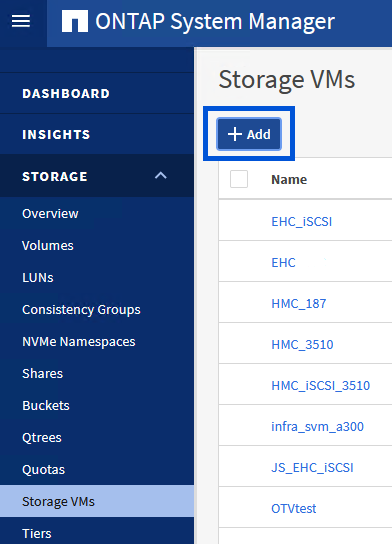 ONTAP System Manager
DASHBOARD
INSIGHTS
STORAGE
Overview
Volumes
LUNs
Consistency Groups
NVMe Namespaces
Shares
Buckets
Qtrees
Quotas
Storage VMs
Tiers
Storage VMs
+ Add
Name
EHC_iSCSI
EHC
HMC_187
HMC_3510
HMC_iSCSI_3510
infra_svm_a300
JS_EHC_iSCSI
OTVtest